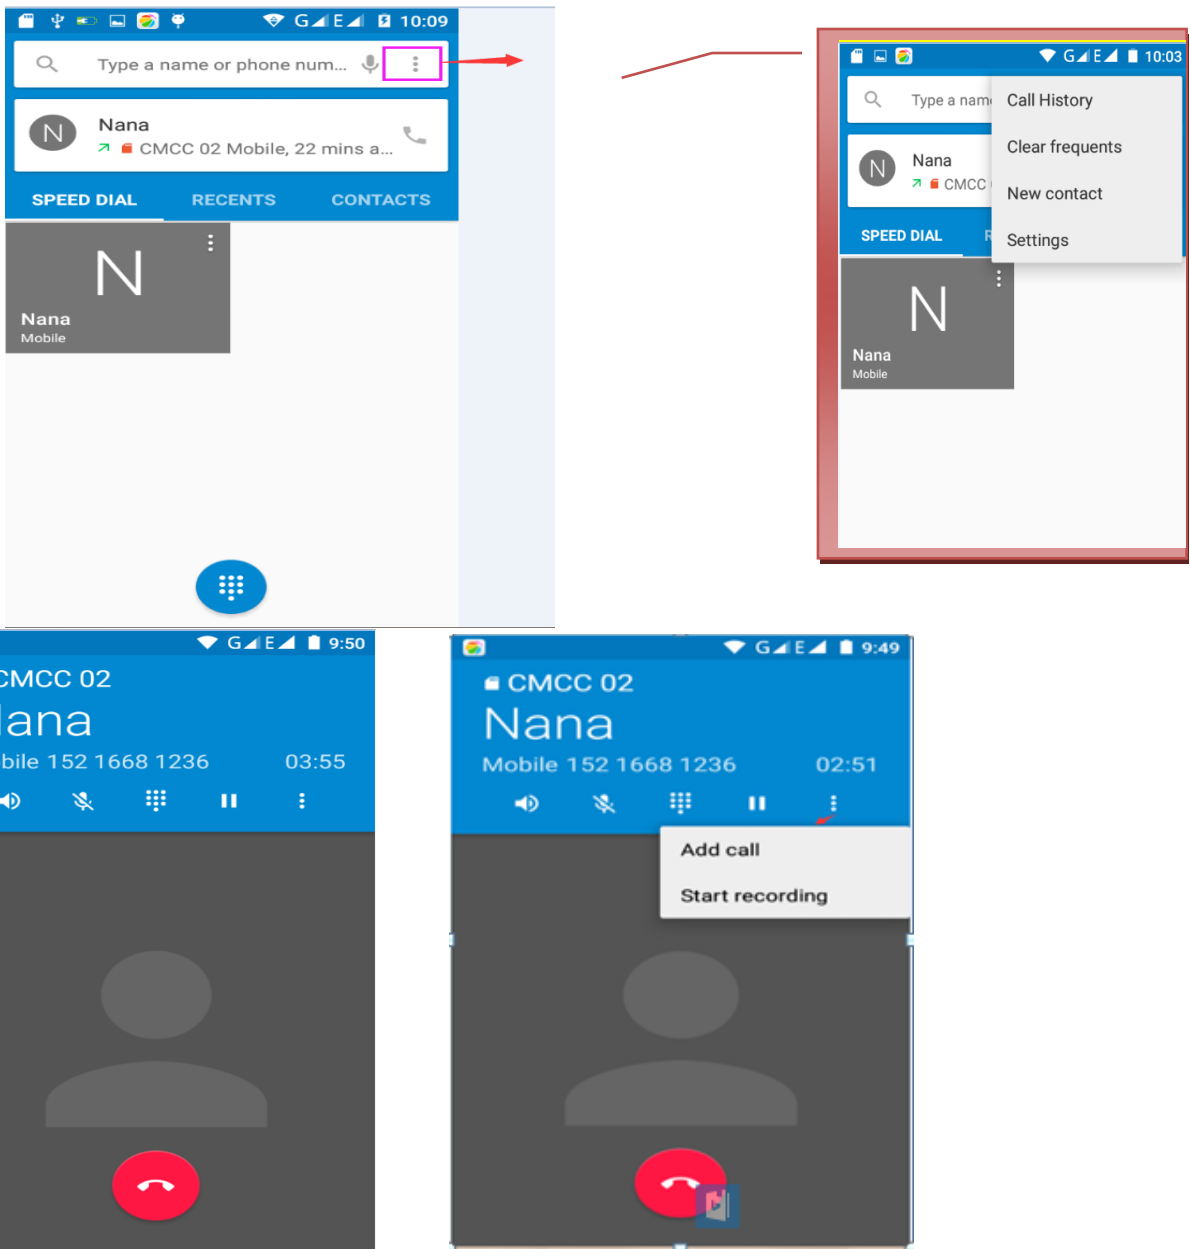 G E 10:09
Type a name or phone num...
N
Nana
CMCC 02 Mobile, 22 mins a...
SPEED DIAL RECENTS CONTACTS
N
Nana
Mobile
G E 10:03
Type a nam
Call History
Clear frequents
New contact
Settings
N
Nana
CMCC
SPEED DIAL R
N
Nana
Mobile
G E 9:50
CMCC 02
Nana
bile 152 1668 1236 03:55
G E 9:49
CMCC 02
Nana
Mobile 152 1668 1236 02:51
Add call
Start recording